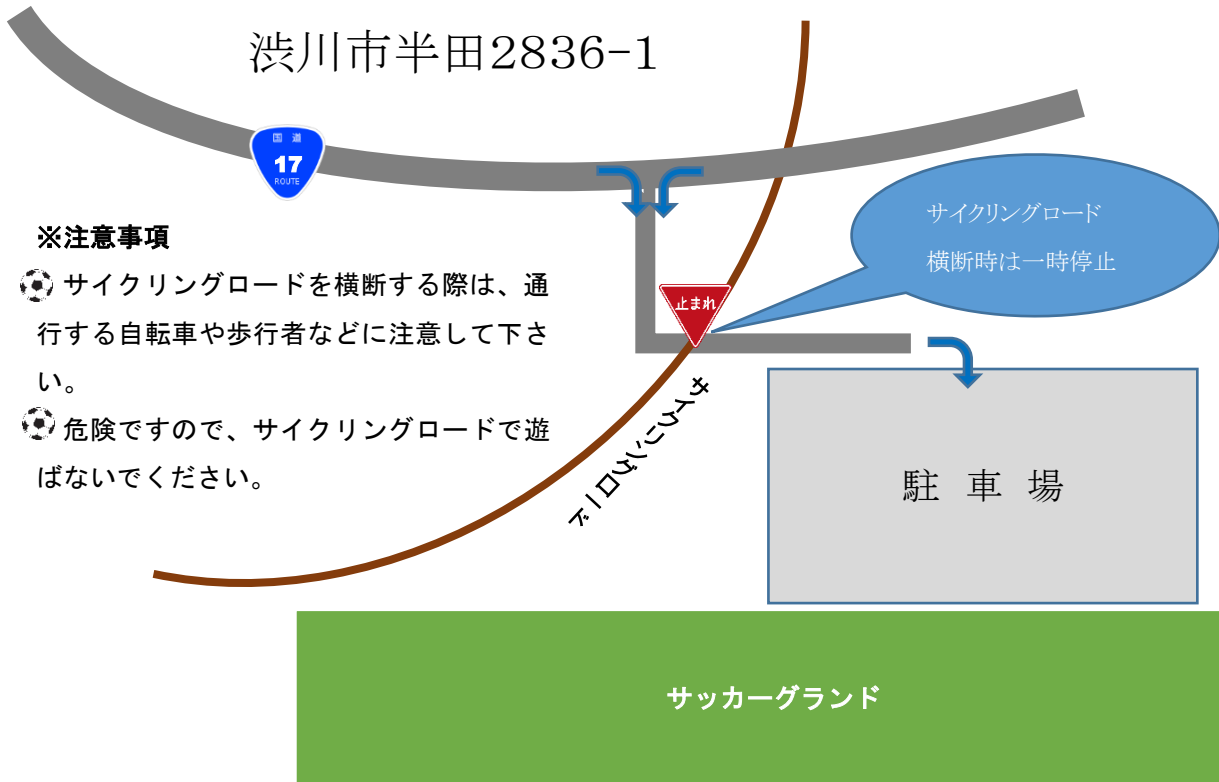 渋川市半田2836-1
国道
17
ROUTE
※注意事項
サイクリングロードを横断する際は、通
行する自転車や歩行者などに注意して下さ
い。
危険ですので、サイクリングロードで遊
ばないでください。
サイクリングロード
横断時は一時停止
止まれ
サイクリングロード
駐車場
サッカーグランド